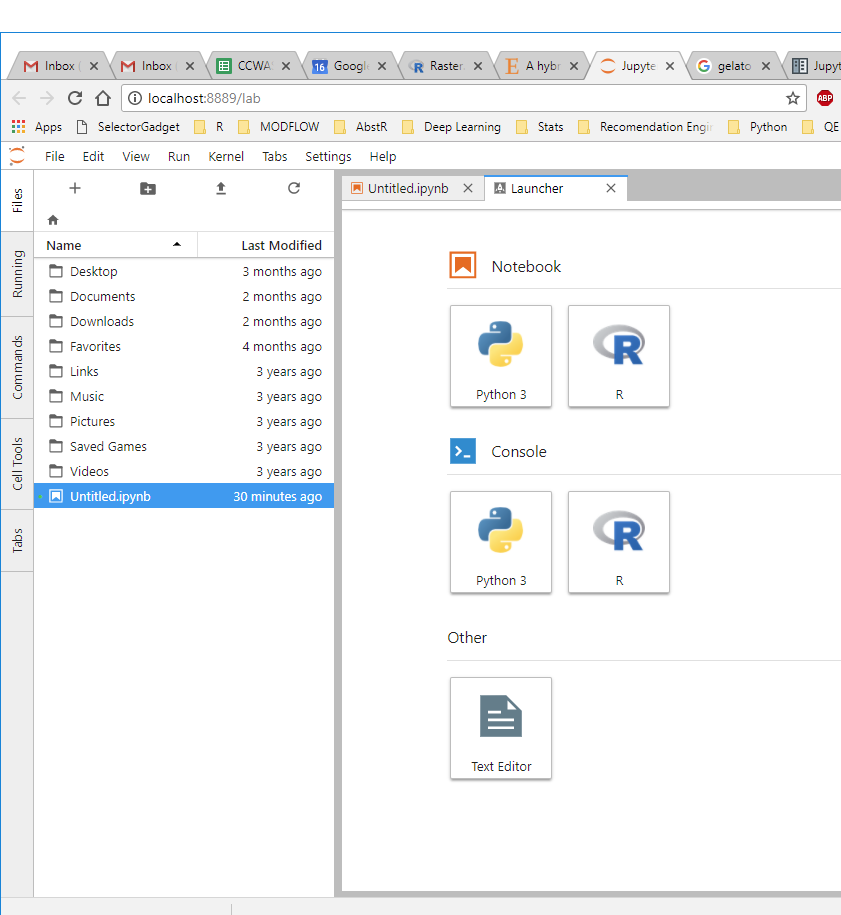 Inbox ( Inbox ( CCWA 16 Google Raster A hybr Jupyte gelato Jupyt
localhost:8889/lab ABP
Apps SelectorGadget R MODFLOW AbstR Deep Learning Stats Recomendation Engin Python QE
File Edit View Run Kernel Tabs Settings Help
Files
Running
Commands
Cell Tools
Tabs
Name Last Modified
Desktop 3 months ago
Documents 2 months ago
Downloads 2 months ago
Favorites 4 months ago
Links 3 years ago
Music 3 years ago
Pictures 3 years ago
Saved Games 3 years ago
Videos 3 years ago
Untitled.ipynb 30 minutes ago
Untitled.ipynb Launcher
Notebook
Python 3 R
Console
Python 3 R
Other
Text Editor